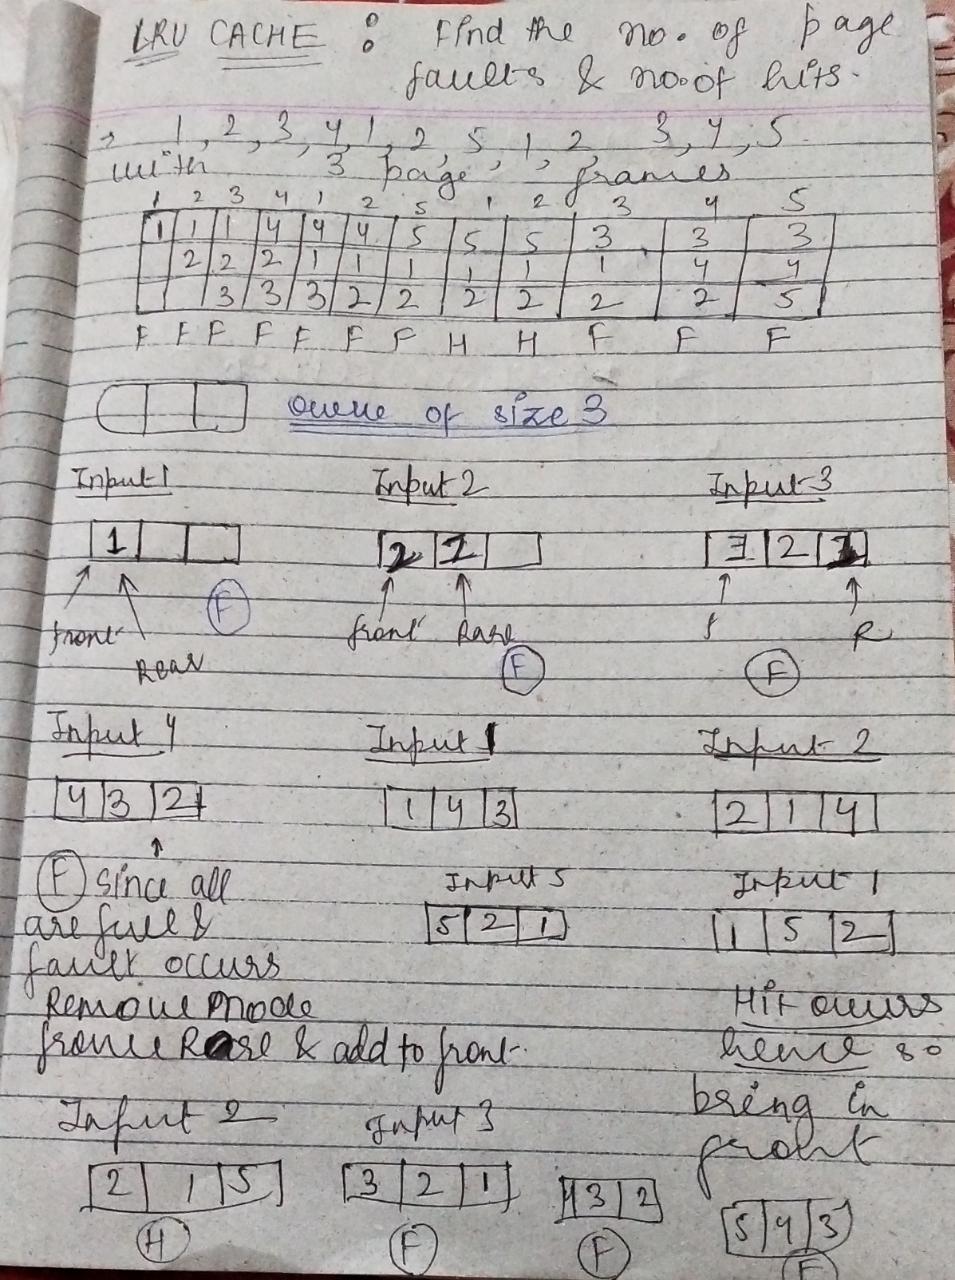 LRU CACHE : Find the no. of page
faults & no. of hits.
→ 1, 2, 3, 4, 1, 2, 5, 1, 2, 3, 4, 5
with 3 page frames
1 2 3 4 1 2 5 1 2 3 4 5
1 1 1 4 4 4 5 5 5 3 3 3
2 2 2 1 1 1 1 1 1 4 4
3 3 3 2 2 2 2 2 2 5
F F F F F F F H H F F F
Queue of size 3
Input 1 Input 2 Input 3
1 2 1 3 2 1
front Rear F front Rare F f R F
Input 4 Input 1 Input 2
4 3 2 1 4 3 2 1 4
F since all Input 5 Input 1
are full & 5 2 1 1 5 2
fault occurs
Remove node Hit occurs
from Rare & add to front. hence so
bring in
front
Input 2 Input 3
2 1 5 3 2 1 4 3 2 5 4 3
H F F F